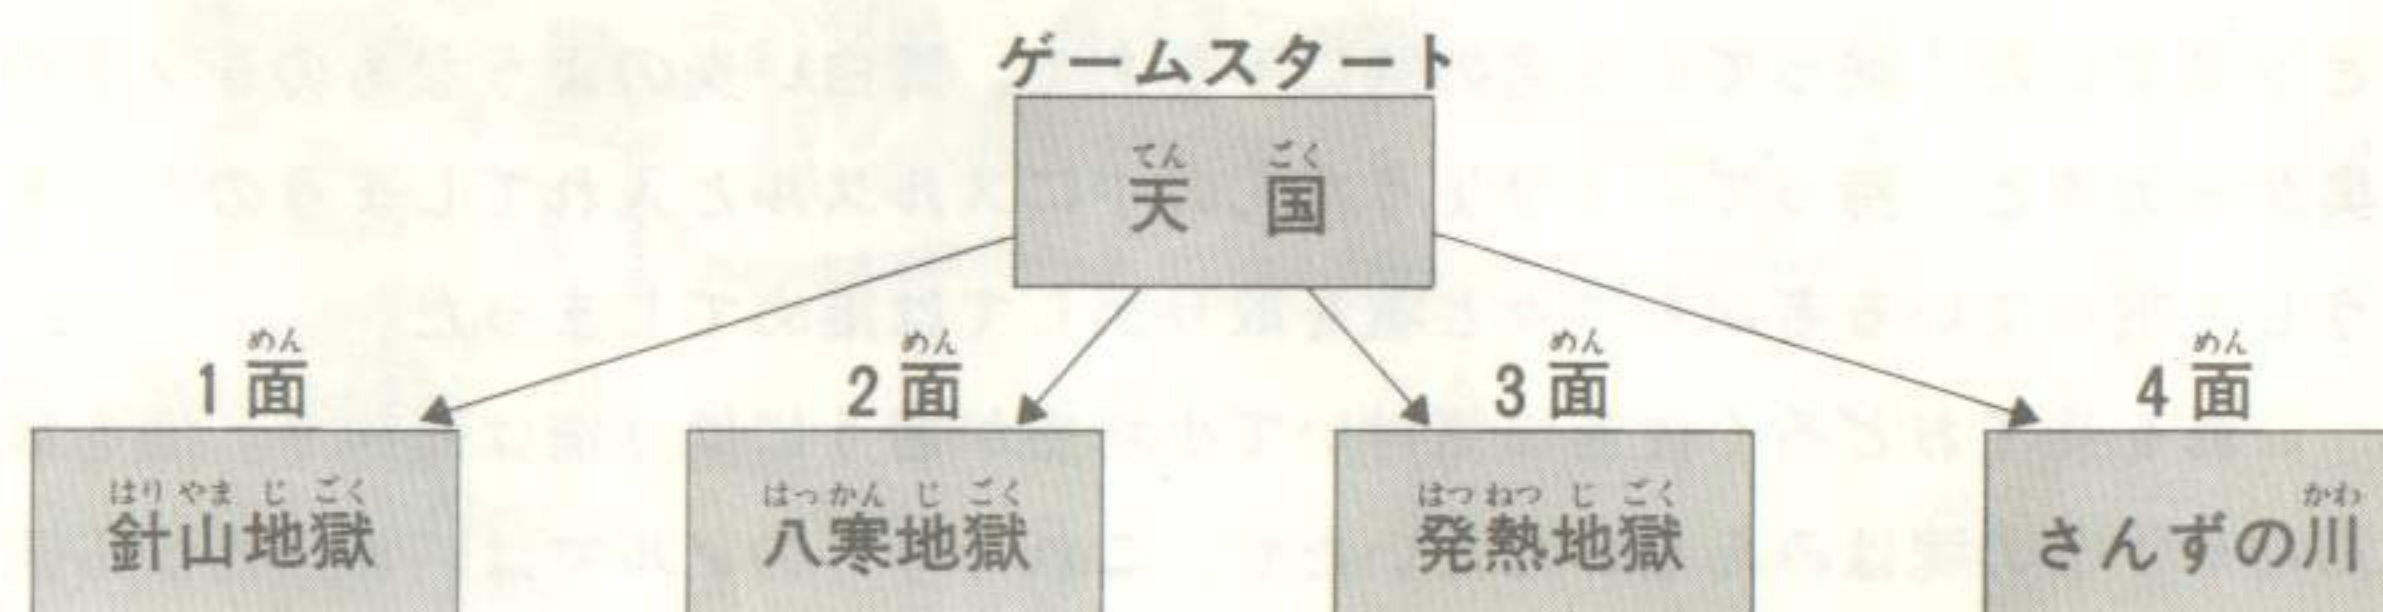 ゲームスタート
てん ごく
天国
1面 2面 3面 4面
めん めん めん めん
はりやまじごく
針山地獄
はっかんじごく
八寒地獄
はつねつじごく
発熱地獄
かわ
さんずの川